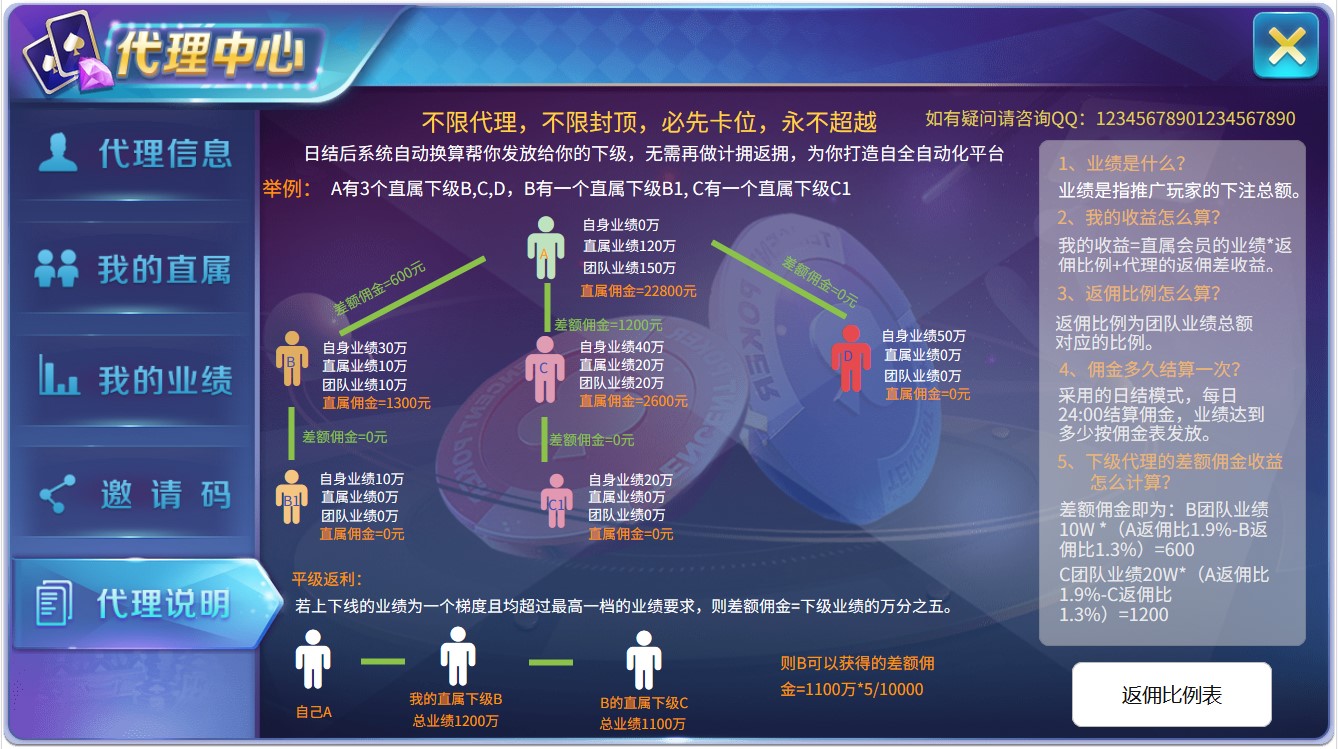 代理中心
不限代理，不限封顶，必先卡位，永不超越
如有疑问请咨询QQ：12345678901234567890
日结后系统自动换算帮你发放给你的下级，无需再做计拥返拥，为你打造自全自动化平台
举例： A有3个直属下级B,C,D，B有一个直属下级B1, C有一个直属下级C1
代理信息
我的直属
我的业绩
邀请码
代理说明
A
自身业绩0万
直属业绩120万
团队业绩150万
直属佣金=22800元
差额佣金=600元
差额佣金=1200元
差额佣金=0元
B
自身业绩30万
直属业绩10万
团队业绩10万
直属佣金=1300元
C
自身业绩40万
直属业绩20万
团队业绩20万
直属佣金=2600元
D
自身业绩50万
直属业绩0万
团队业绩0万
直属佣金=0元
差额佣金=0元
差额佣金=0元
B1
自身业绩10万
直属业绩0万
团队业绩0万
直属佣金=0元
C1
自身业绩20万
直属业绩0万
团队业绩0万
直属佣金=0元
平级返利：
若上下线的业绩为一个梯度且均超过最高一档的业绩要求，则差额佣金=下级业绩的万分之五。
自己A
我的直属下级B
总业绩1200万
B的直属下级C
总业绩1100万
则B可以获得的差额佣
金=1100万*5/10000
1、业绩是什么？
业绩是指推广玩家的下注总额。
2、我的收益怎么算？
我的收益=直属会员的业绩*返
佣比例+代理的返佣差收益。
3、返佣比例怎么算？
返佣比例为团队业绩总额
对应的比例。
4、佣金多久结算一次？
采用的日结模式，每日
24:00结算佣金，业绩达到
多少按佣金表发放。
5、下级代理的差额佣金收益
怎么计算？
差额佣金即为：B团队业绩
10W *（A返佣比1.9%-B返
佣比1.3%）=600
C团队业绩20W*（A返佣比
1.9%-C返佣比
1.3%）=1200
返佣比例表